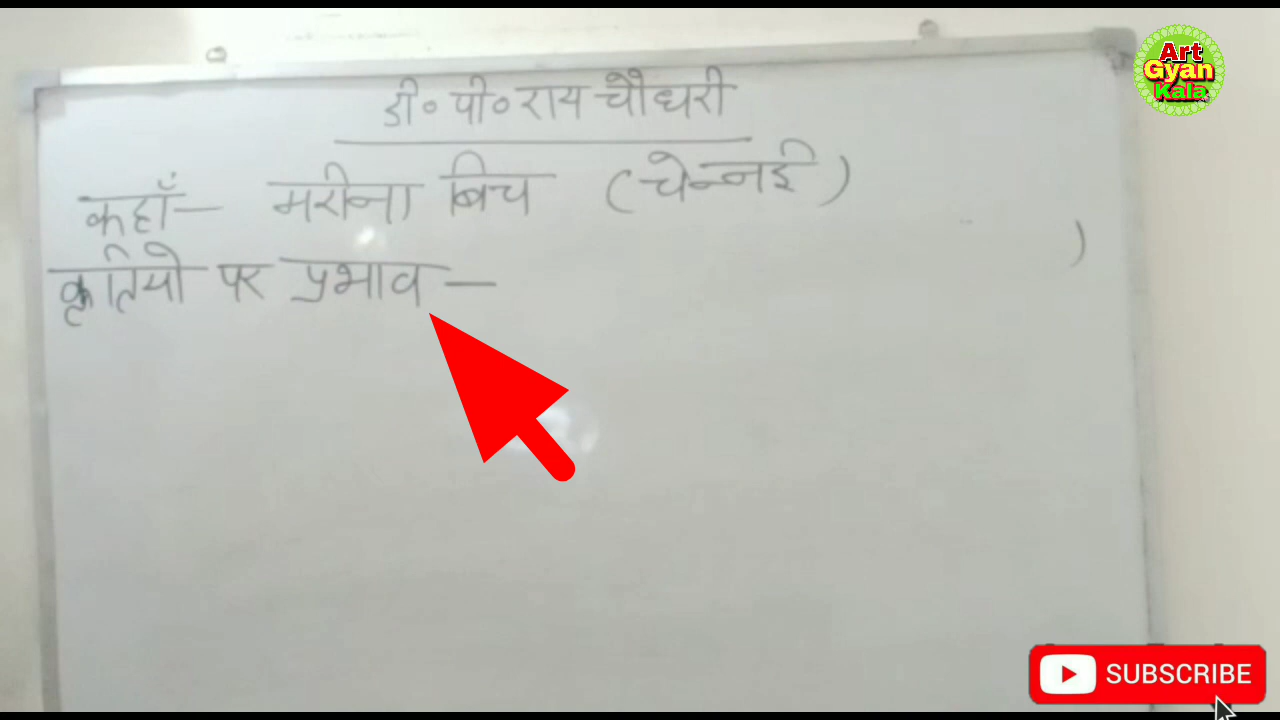 डी॰ पी॰ राय चौधरी
कहाँ— मरीना बिच (चेन्नई)
)
कृतियो पर प्रभाव —
Art
Gyan
Kala
SUBSCRIBE